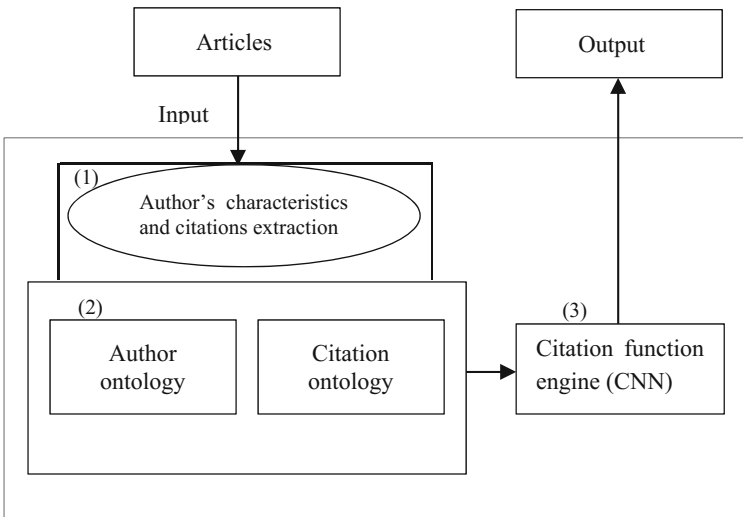 Articles
Output
Input
(1)
Author's characteristics
and citations extraction
(2)
Author
ontology
Citation
ontology
(3)
Citation function
engine (CNN)